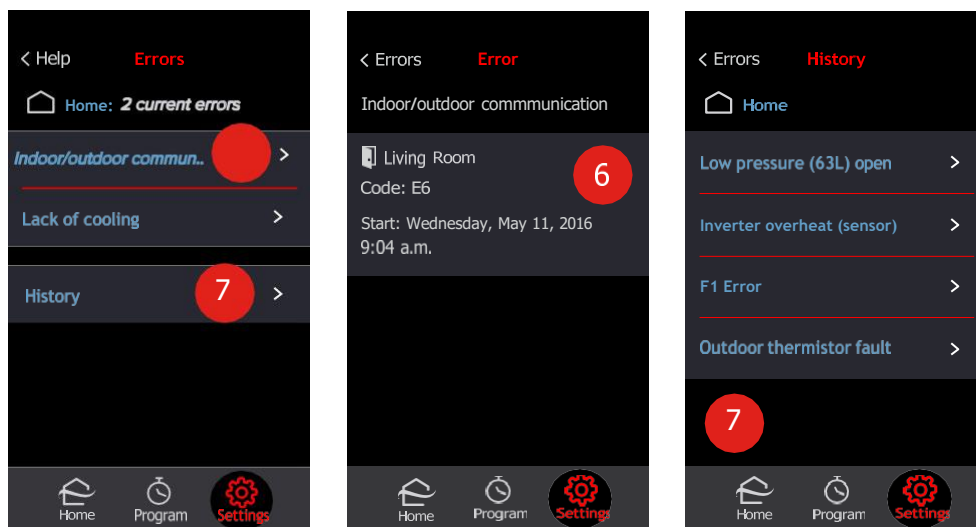 < Help Errors
Home: 2 current errors
Indoor/outdoor commun..
Lack of cooling
History 7
Home Program Settings
< Errors Error
Indoor/outdoor commmunication
Living Room
Code: E6
6
Start: Wednesday, May 11, 2016
9:04 a.m.
Home Program Settings
< Errors History
Home
Low pressure (63L) open
Inverter overheat (sensor)
F1 Error
Outdoor thermistor fault
7
Home Program Settings